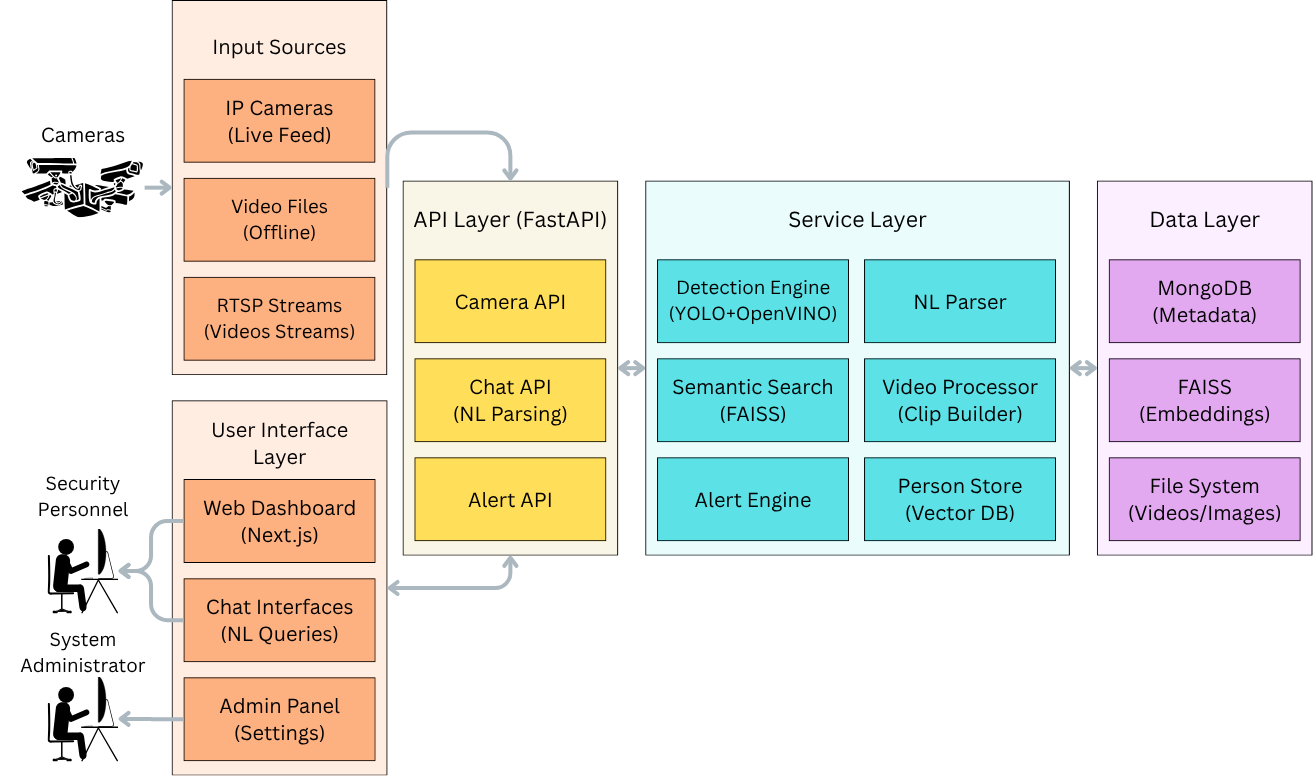 Cameras
Input Sources
IP Cameras
(Live Feed)
Video Files
(Offline)
RTSP Streams
(Videos Streams)
User Interface
Layer
Security
Personnel
Web Dashboard
(Next.js)
Chat Interfaces
(NL Queries)
System
Administrator
Admin Panel
(Settings)
API Layer (FastAPI)
Camera API
Chat API
(NL Parsing)
Alert API
Service Layer
Detection Engine
(YOLO+OpenVINO)
NL Parser
Semantic Search
(FAISS)
Video Processor
(Clip Builder)
Alert Engine
Person Store
(Vector DB)
Data Layer
MongoDB
(Metadata)
FAISS
(Embeddings)
File System
(Videos/Images)